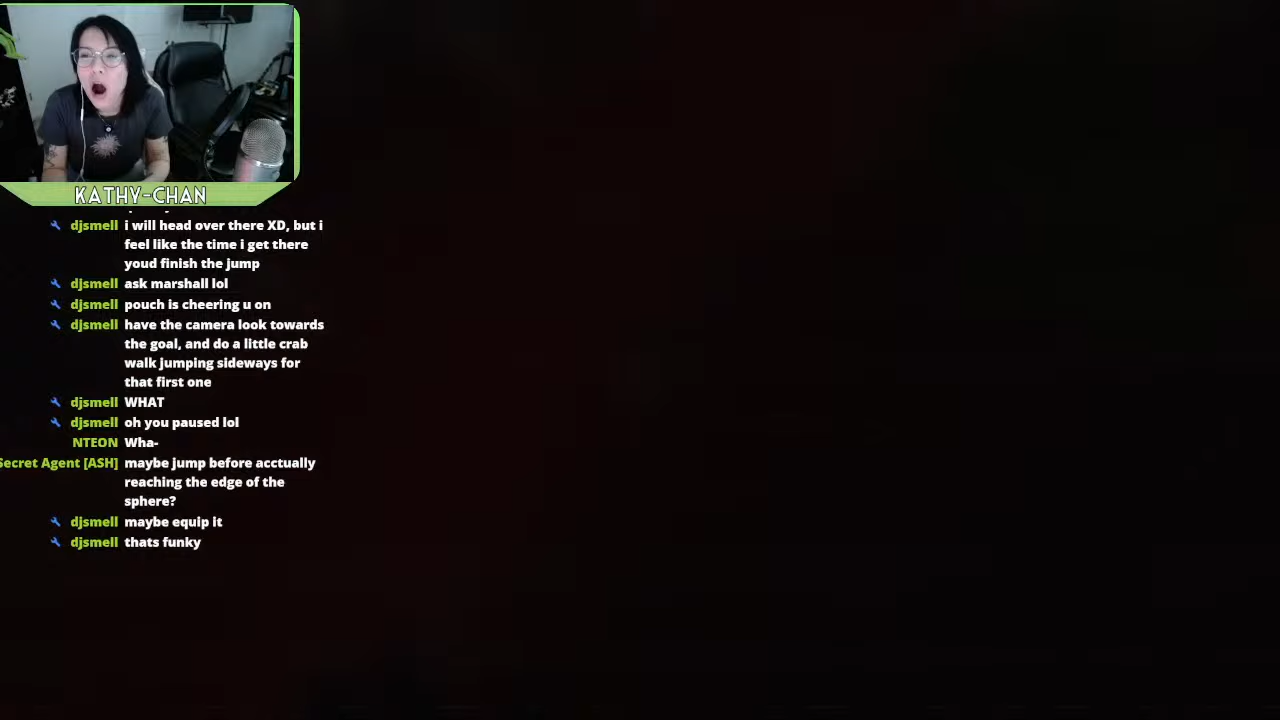 KATHY-CHAN
djsmell i will head over there XD, but i
feel like the time i get there
youd finish the jump
djsmell ask marshall lol
djsmell pouch is cheering u on
djsmell have the camera look towards
the goal, and do a little crab
walk jumping sideways for
that first one
djsmell WHAT
djsmell oh you paused lol
NTEON Wha-
Secret Agent [ASH] maybe jump before acctually
reaching the edge of the
sphere?
djsmell maybe equip it
djsmell thats funky